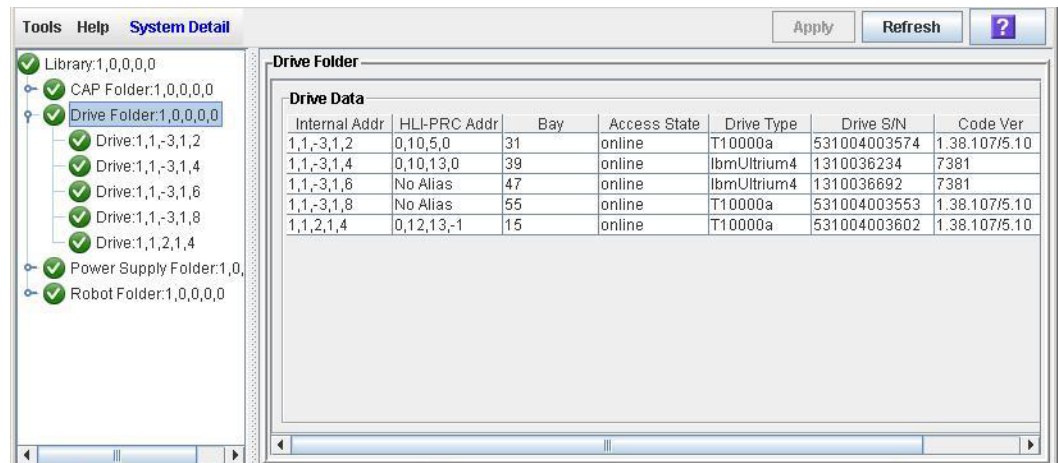 Tools Help System Detail Apply Refresh ?
Library:1,0,0,0,0
CAP Folder:1,0,0,0,0
Drive Folder:1,0,0,0,0
Drive:1,1,-3,1,2
Drive:1,1,-3,1,4
Drive:1,1,-3,1,6
Drive:1,1,-3,1,8
Drive:1,1,2,1,4
Power Supply Folder:1,0,
Robot Folder:1,0,0,0,0
Drive Folder
Drive Data
Internal Addr HLI-PRC Addr Bay Access State Drive Type Drive S/N Code Ver
1,1,-3,1,2 0,10,5,0 31 online T10000a 531004003574 1.38.107/5.10
1,1,-3,1,4 0,10,13,0 39 online IbmUltrium4 1310036234 7381
1,1,-3,1,6 No Alias 47 online IbmUltrium4 1310036692 7381
1,1,-3,1,8 No Alias 55 online T10000a 531004003553 1.38.107/5.10
1,1,2,1,4 0,12,13,-1 15 online T10000a 531004003602 1.38.107/5.10